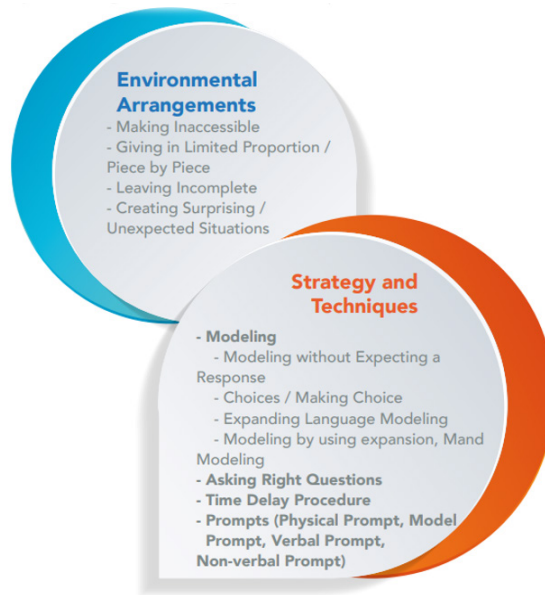 Environmental
Arrangements
- Making Inaccessible
- Giving in Limited Proportion /
Piece by Piece
- Leaving Incomplete
- Creating Surprising /
Unexpected Situations
Strategy and
Techniques
- Modeling
- Modeling without Expecting a
Response
- Choices / Making Choice
- Expanding Language Modeling
- Modeling by using expansion, Mand
Modeling
- Asking Right Questions
- Time Delay Procedure
- Prompts (Physical Prompt, Model
Prompt, Verbal Prompt,
Non-verbal Prompt)